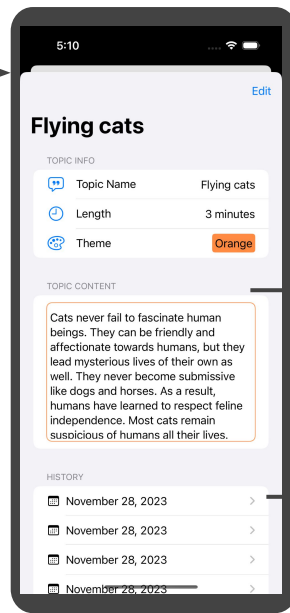 5:10
Edit
Flying cats
TOPIC INFO
Topic Name Flying cats
Length 3 minutes
Theme Orange
TOPIC CONTENT
Cats never fail to fascinate human
beings. They can be friendly and
affectionate towards humans, but they
lead mysterious lives of their own as
well. They never become submissive
like dogs and horses. As a result,
humans have learned to respect feline
independence. Most cats remain
suspicious of humans all their lives.
HISTORY
November 28, 2023
November 28, 2023
November 28, 2023
November 28, 2023